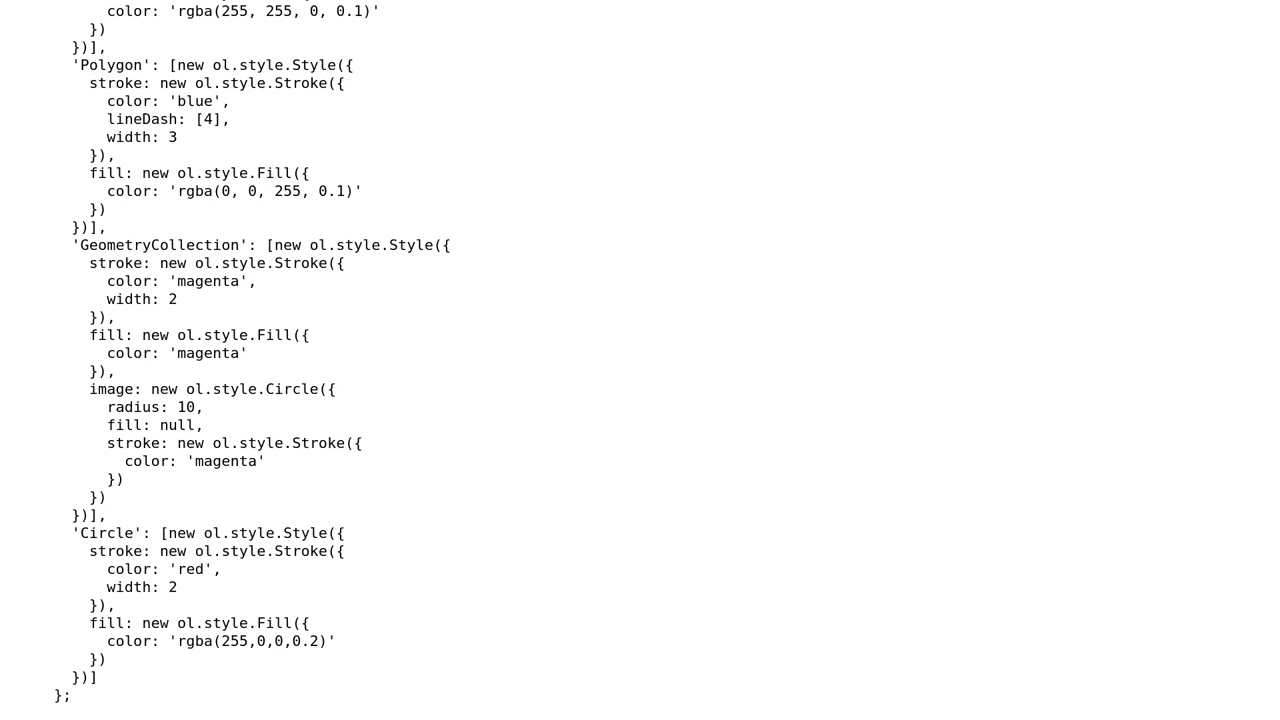 color: 'rgba(255, 255, 0, 0.1)'
})
})],
'Polygon': [new ol.style.Style({
stroke: new ol.style.Stroke({
color: 'blue',
lineDash: [4],
width: 3
}),
fill: new ol.style.Fill({
color: 'rgba(0, 0, 255, 0.1)'
})
})],
'GeometryCollection': [new ol.style.Style({
stroke: new ol.style.Stroke({
color: 'magenta',
width: 2
}),
fill: new ol.style.Fill({
color: 'magenta'
}),
image: new ol.style.Circle({
radius: 10,
fill: null,
stroke: new ol.style.Stroke({
color: 'magenta'
})
})
})],
'Circle': [new ol.style.Style({
stroke: new ol.style.Stroke({
color: 'red',
width: 2
}),
fill: new ol.style.Fill({
color: 'rgba(255,0,0,0.2)'
})
})]
};